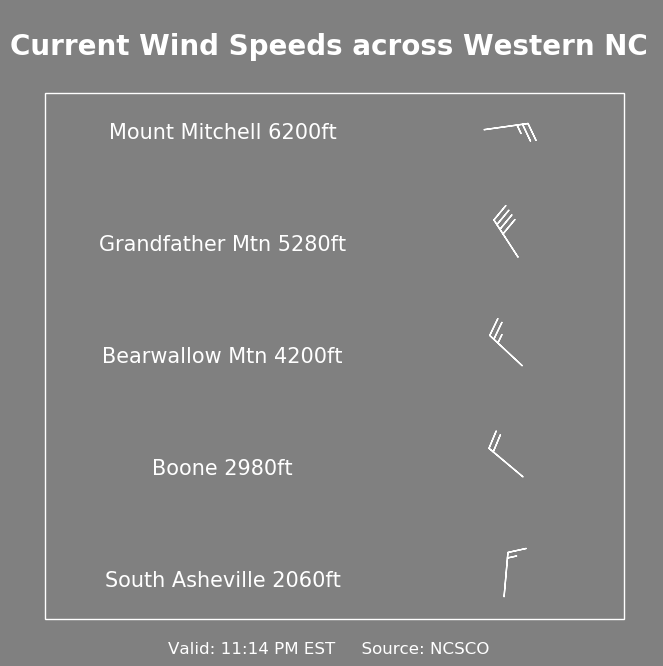 Current Wind Speeds across Western NC
Mount Mitchell 6200ft
Grandfather Mtn 5280ft
Bearwallow Mtn 4200ft
Boone 2980ft
South Asheville 2060ft
Valid: 11:14 PM EST Source: NCSCO